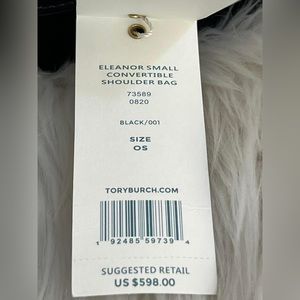 ELEANOR SMALL
CONVERTIBLE
SHOULDER BAG
73589
0820
BLACK/001
SIZE
OS
TORYBURCH.COM
1 92485 59739 4
SUGGESTED RETAIL
US $598.00